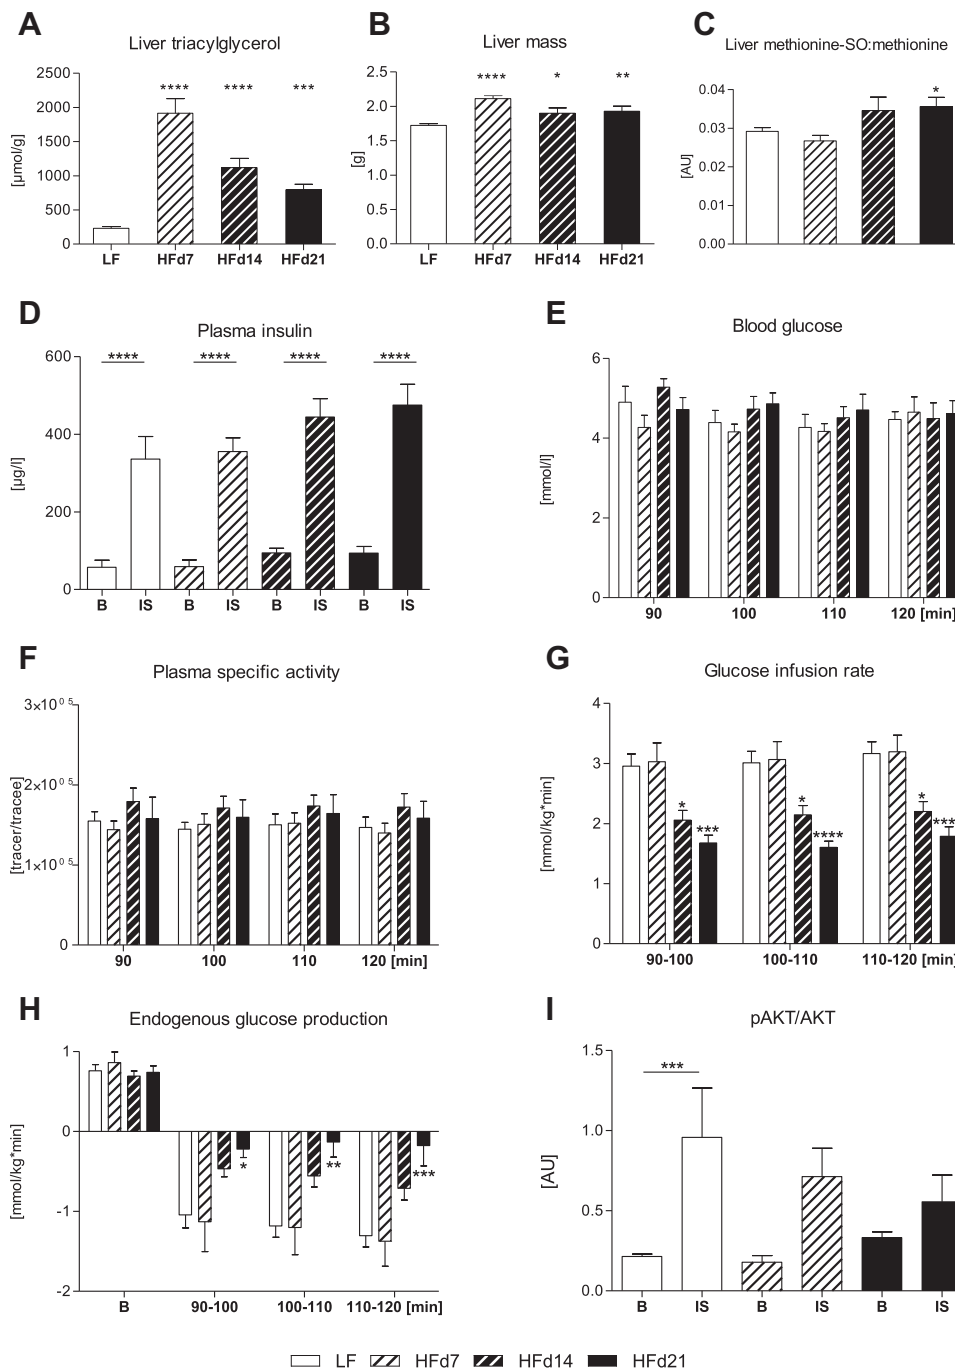 A
Liver triacylglycerol
[µmol/g]
2500
2000
1500
1000
500
0
**** **** ***
LF HFd7 HFd14 HFd21
B
Liver mass
[g]
2.5
2.0
1.5
1.0
0.5
0.0
**** * **
LF HFd7 HFd14 HFd21
C
Liver methionine-SO:methionine
[AU]
0.04
0.03
0.02
0.01
0.00
*
LF HFd7 HFd14 HFd21
D
Plasma insulin
[µg/l]
600
400
200
0
**** **** **** ****
B IS B IS B IS B IS
E
Blood glucose
[mmol/l]
6
4
2
0
90 100 110 120 [min]
F
Plasma specific activity
[tracer/tracee]
3×10⁰⁵
2×10⁰⁵
1×10⁰⁵
0
90 100 110 120 [min]
G
Glucose infusion rate
[mmol/kg*min]
4
3
2
1
0
* *** * **** * ***
90-100 100-110 110-120 [min]
H
Endogenous glucose production
[mmol/kg*min]
1
0
-1
-2
* ** ***
B 90-100 100-110 110-120 [min]
I
pAKT/AKT
[AU]
1.5
1.0
0.5
0.0
***
B IS B IS B IS
LF HFd7 HFd14 HFd21